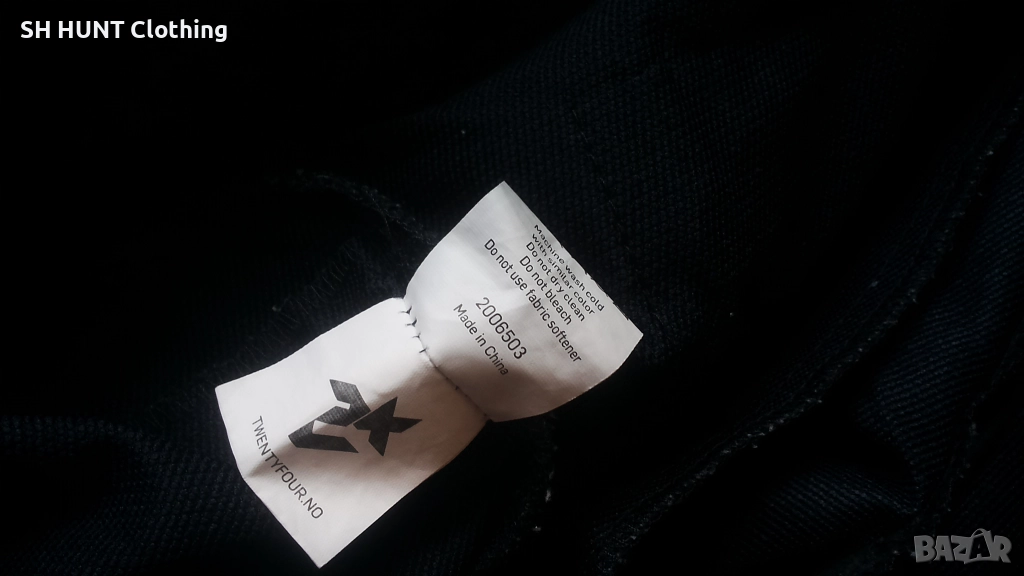 SH HUNT Clothing
Machine wash cold
with similar color
Do not dry clean
Do not bleach
Do not use fabric softener
2006503
Made in China
TWENTYFOUR.NO
BAZAR